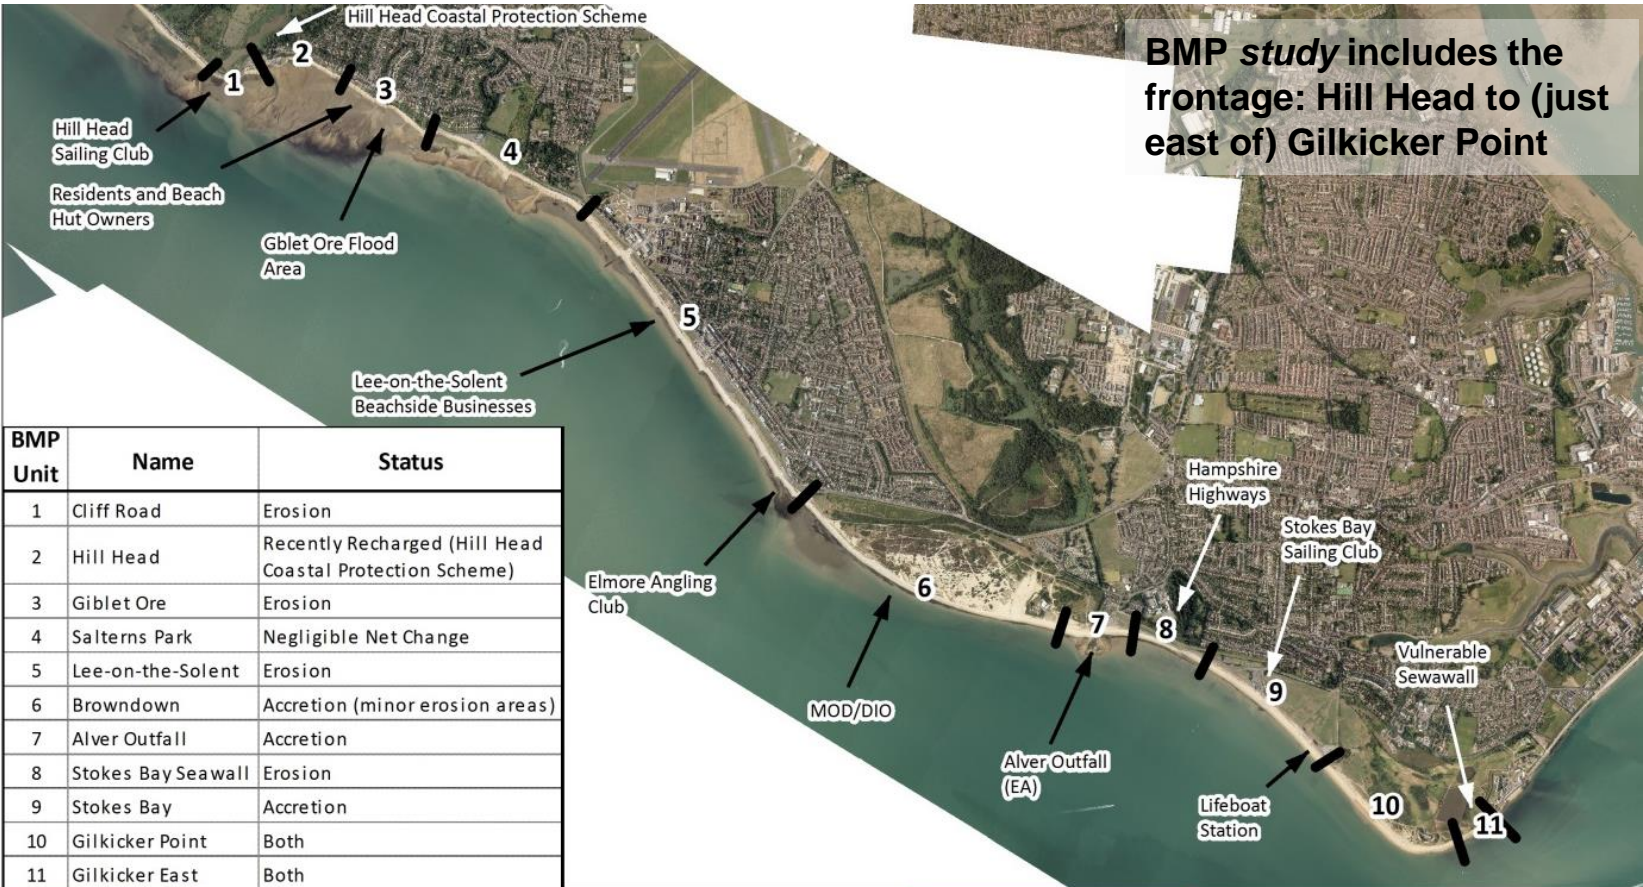 Hill Head Coastal Protection Scheme
BMP study includes the
frontage: Hill Head to (just
east of) Gilkicker Point
1
2
3
4
5
6
7
8
9
10
11
Hill Head
Sailing Club
Residents and Beach
Hut Owners
Gblet Ore Flood
Area
Lee-on-the-Solent
Beachside Businesses
Elmore Angling
Club
MOD/DIO
Alver Outfall
(EA)
Hampshire
Highways
Stokes Bay
Sailing Club
Lifeboat
Station
Vulnerable
Sewawall
BMP Unit Name Status
1 Cliff Road Erosion
2 Hill Head Recently Recharged (Hill Head
Coastal Protection Scheme)
3 Giblet Ore Erosion
4 Salterns Park Negligible Net Change
5 Lee-on-the-Solent Erosion
6 Browndown Accretion (minor erosion areas)
7 Alver Outfall Accretion
8 Stokes Bay Seawall Erosion
9 Stokes Bay Accretion
10 Gilkicker Point Both
11 Gilkicker East Both